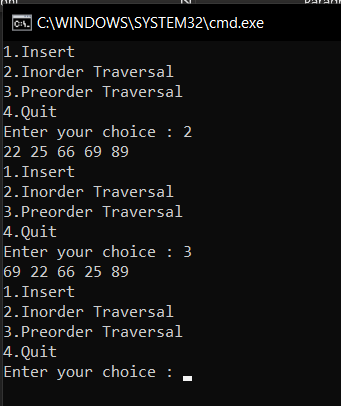 C:\WINDOWS\SYSTEM32\cmd.exe
1.Insert
2.Inorder Traversal
3.Preorder Traversal
4.Quit
Enter your choice : 2
22 25 66 69 89
1.Insert
2.Inorder Traversal
3.Preorder Traversal
4.Quit
Enter your choice : 3
69 22 66 25 89
1.Insert
2.Inorder Traversal
3.Preorder Traversal
4.Quit
Enter your choice :